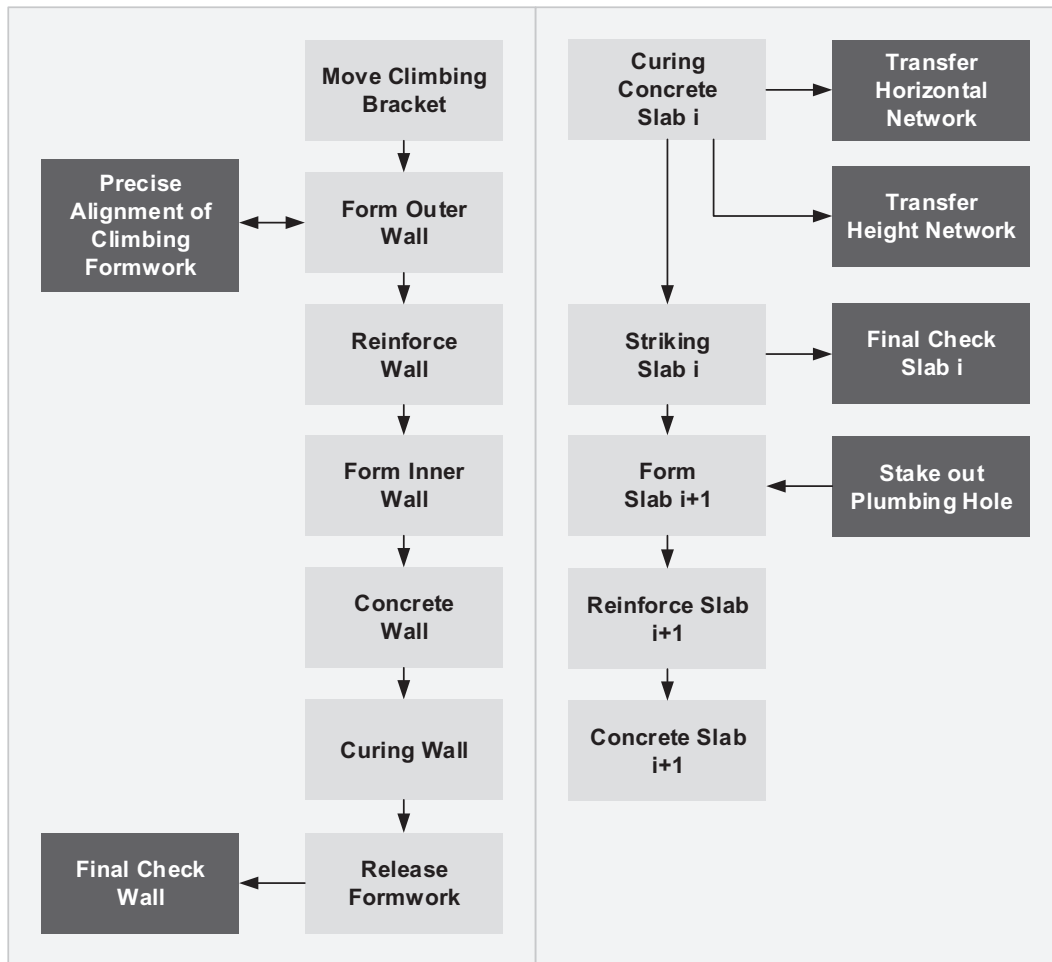 Move Climbing
Bracket
Precise
Alignment of
Climbing
Formwork
Form Outer
Wall
Reinforce
Wall
Form Inner
Wall
Concrete
Wall
Curing Wall
Final Check
Wall
Release
Formwork
Curing
Concrete
Slab i
Transfer
Horizontal
Network
Transfer
Height Network
Striking
Slab i
Final Check
Slab i
Form
Slab i+1
Stake out
Plumbing Hole
Reinforce Slab
i+1
Concrete Slab
i+1